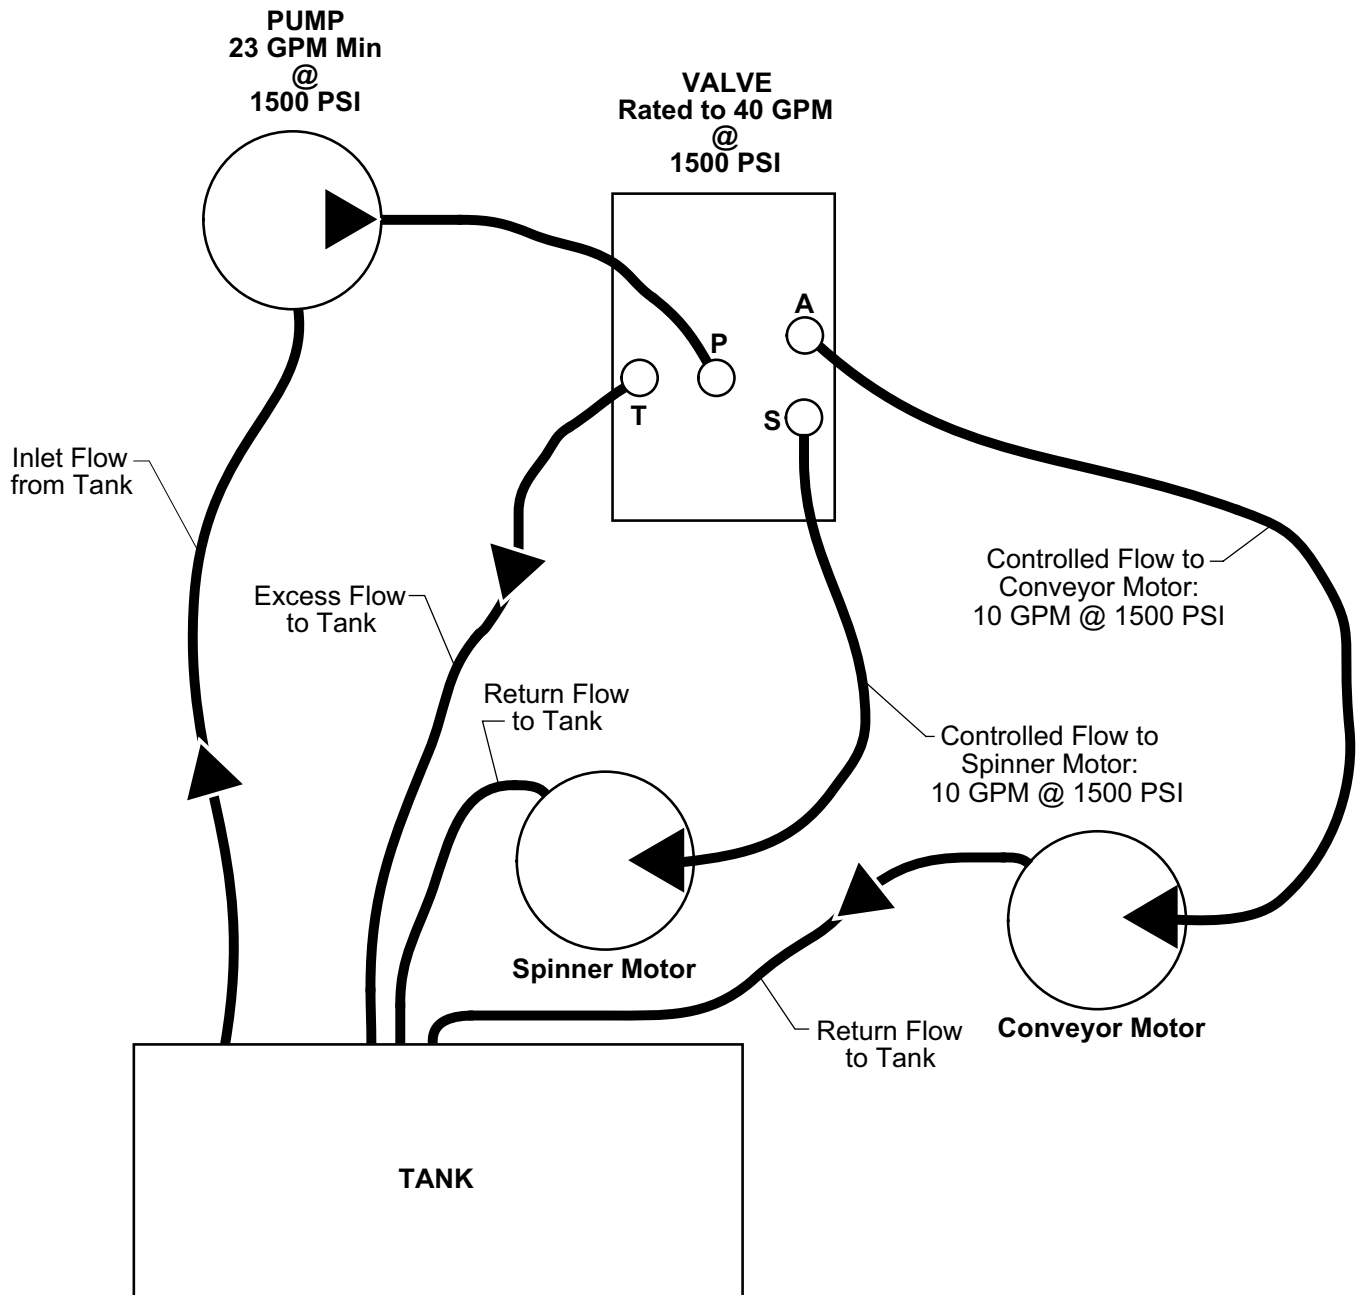 PUMP
23 GPM Min
@
1500 PSI
VALVE
Rated to 40 GPM
@
1500 PSI
A
P
T
S
Inlet Flow
from Tank
Excess Flow
to Tank
Controlled Flow to
Conveyor Motor:
10 GPM @ 1500 PSI
Return Flow
to Tank
Controlled Flow to
Spinner Motor:
10 GPM @ 1500 PSI
Spinner Motor
Conveyor Motor
Return Flow
to Tank
TANK